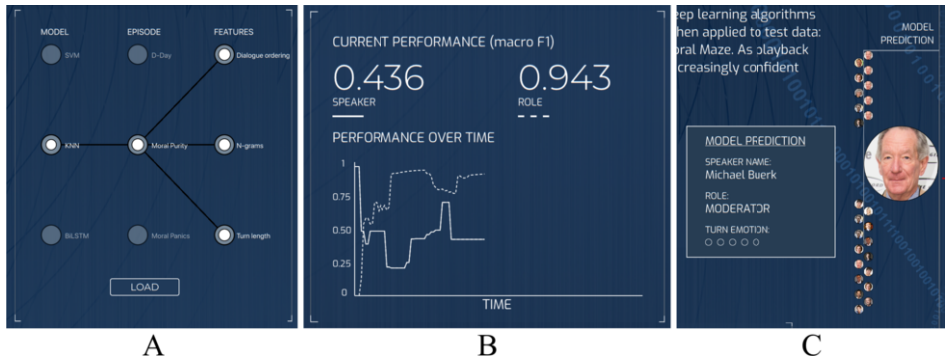 MODEL EPISODE FEATURES
SVM D-Day Dialogue ordering
KNN Moral Purity N-grams
BiLSTM Moral Panics Turn length
LOAD
A
CURRENT PERFORMANCE (macro F1)
0.436 0.943
SPEAKER ROLE
PERFORMANCE OVER TIME
1
0.75
0.50
0.25
0
TIME
B
eep learning algorithms
hen applied to test data:
oral Maze. As playback
creasingly confident
MODEL
PREDICTION
MODEL PREDICTION
SPEAKER NAME:
Michael Buerk
ROLE:
MODERATOR
TURN EMOTION:
C